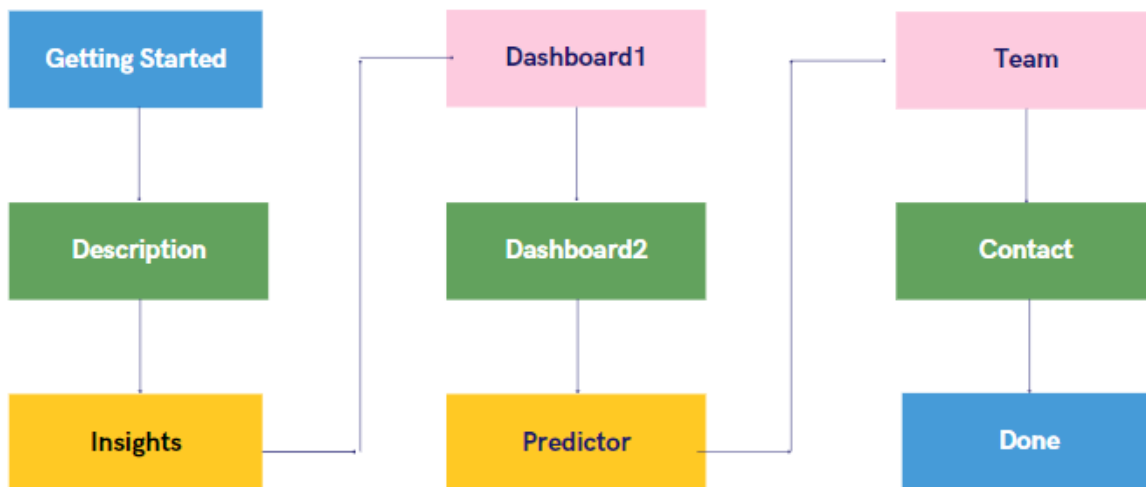 Getting Started
Description
Insights
Dashboard1
Dashboard2
Predictor
Team
Contact
Done